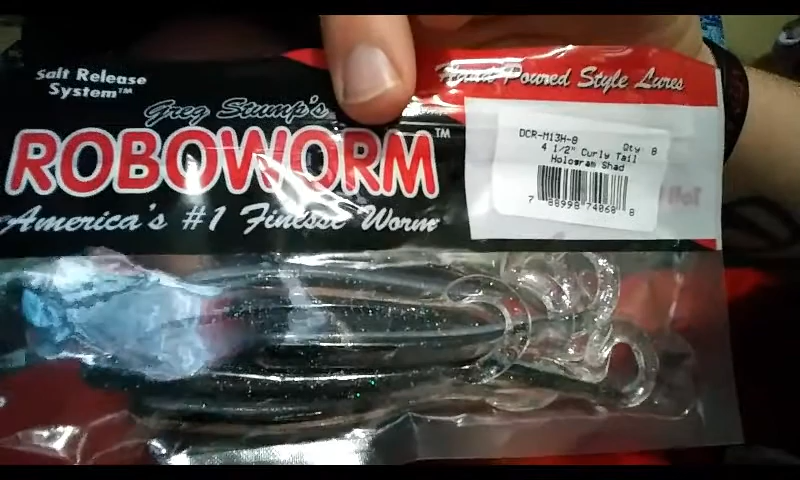 Salt Release
System™
Hand Poured Style Lures
Greg Stump's
ROBOWORM™
America's #1 Finesse Worm
DCR-M13H-8 Qty 8
4 1/2" Curly Tail
Hologram Shad
7 88998 74068 8